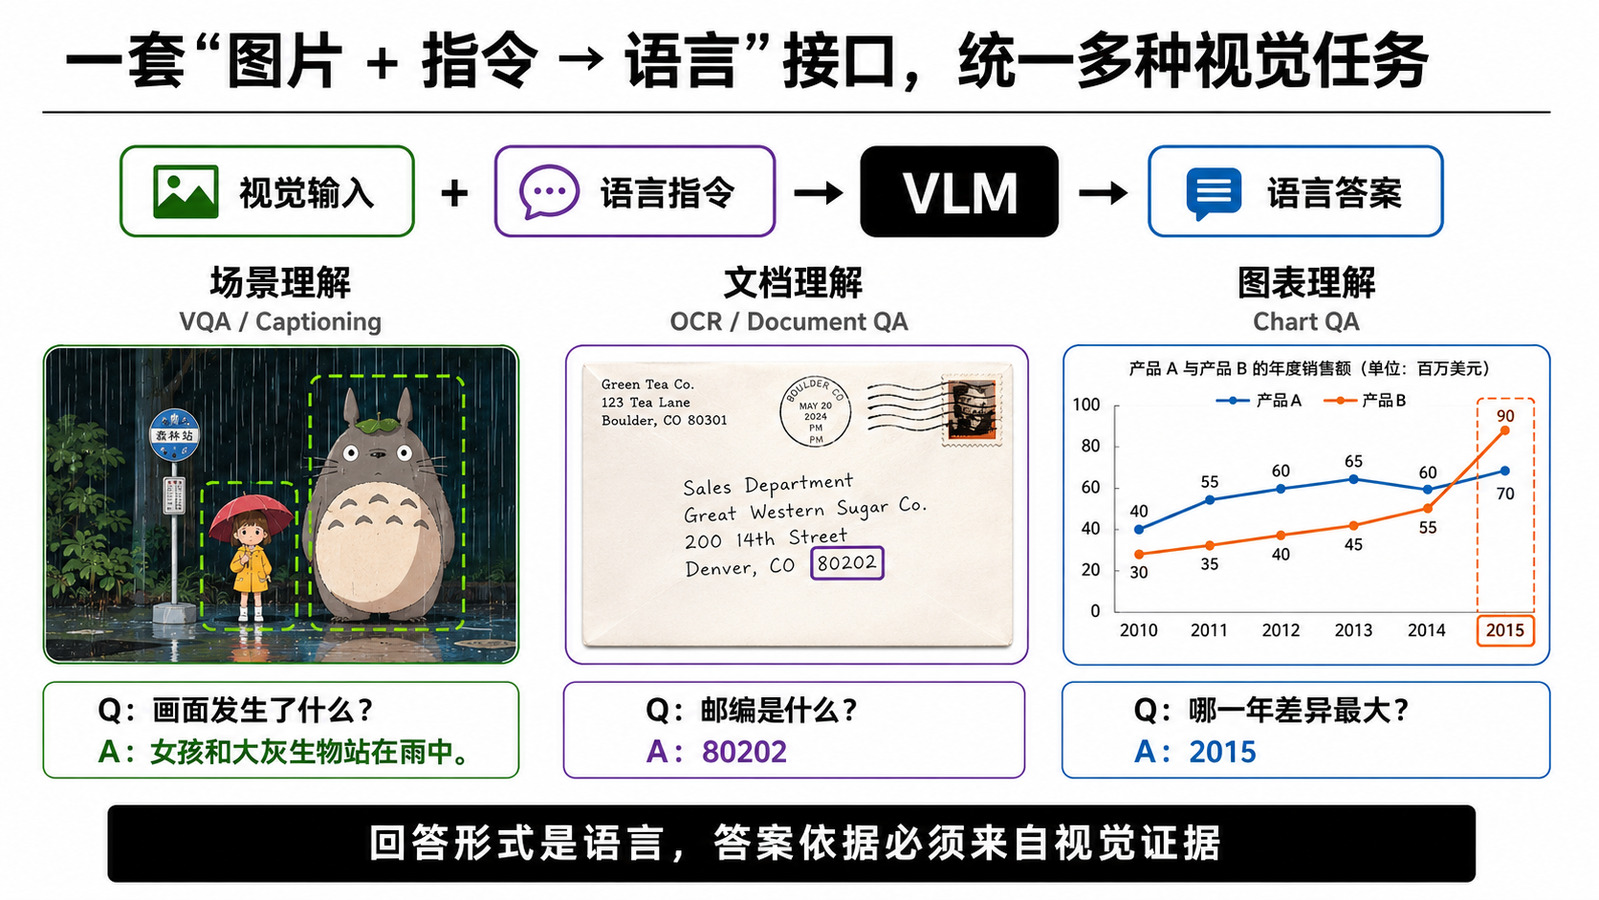 一套“图片 + 指令 → 语言”接口，统一多种视觉任务
视觉输入
+
语言指令
→
VLM
→
语言答案
场景理解
VQA / Captioning
森林站
Q：画面发生了什么？
A：女孩和大灰生物站在雨中。
文档理解
OCR / Document QA
Green Tea Co.
123 Tea Lane
Boulder, CO 80301
BOULDER CO
MAY 20
2024
PM
PM
Sales Department
Great Western Sugar Co.
200 14th Street
Denver, CO 80202
Q：邮编是什么？
A：80202
图表理解
Chart QA
产品 A 与产品 B 的年度销售额（单位：百万美元）
产品 A 产品 B
100
80
60
40
20
0
40 55 60 65 60 70
30 35 40 45 55 90
2010 2011 2012 2013 2014 2015
Q：哪一年差异最大？
A：2015
回答形式是语言，答案依据必须来自视觉证据